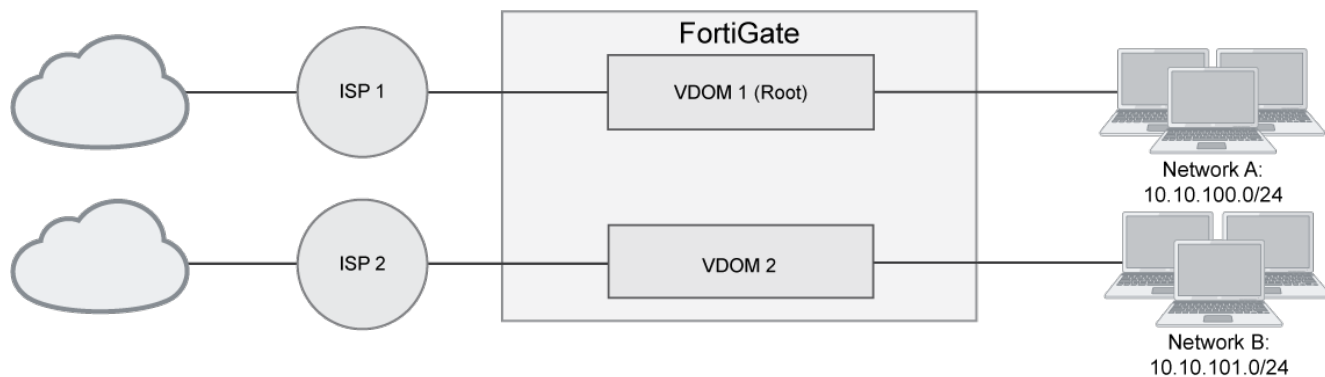 FortiGate
ISP 1
VDOM 1 (Root)
Network A:
10.10.100.0/24
ISP 2
VDOM 2
Network B:
10.10.101.0/24